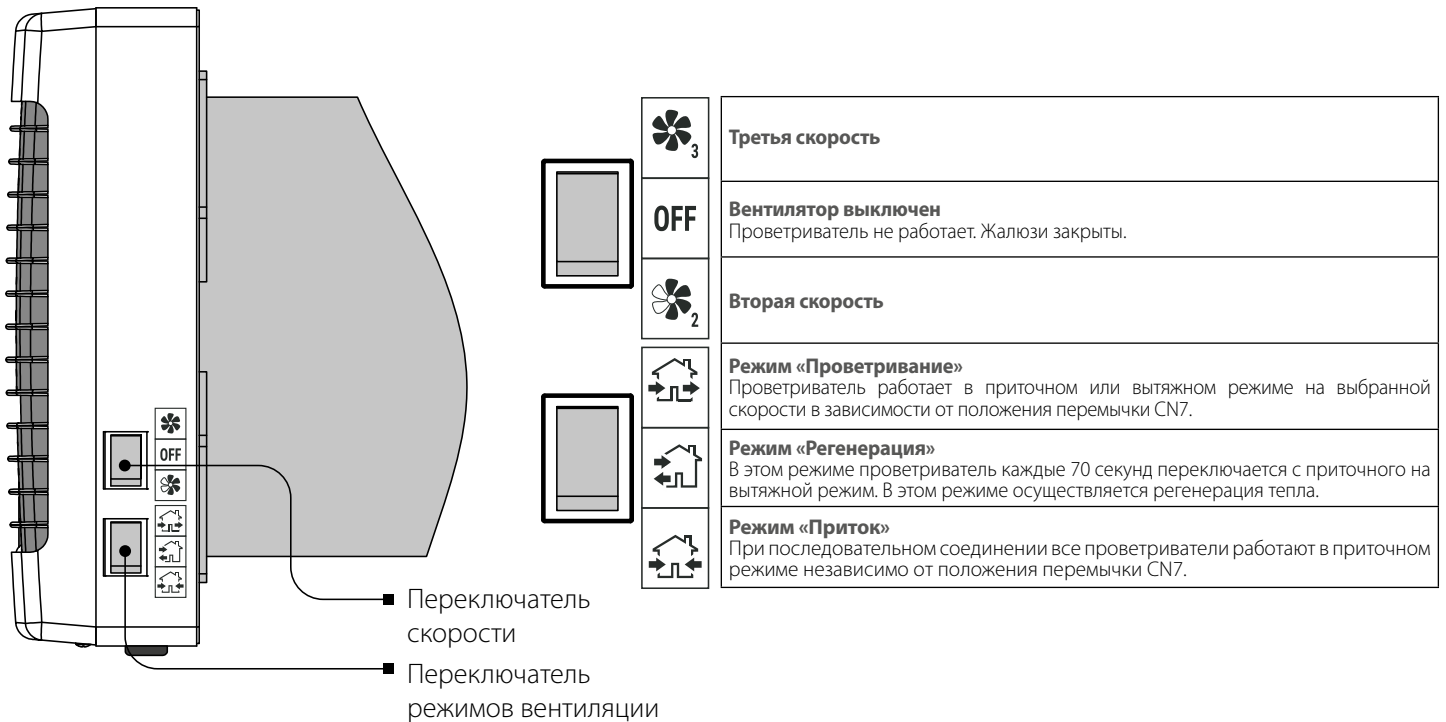 3
Третья скорость
OFF
Вентилятор выключен
Проветриватель не работает. Жалюзи закрыты.
2
Вторая скорость
Режим «Проветривание»
Проветриватель работает в приточном или вытяжном режиме на выбранной
скорости в зависимости от положения перемычки CN7.
Режим «Регенерация»
В этом режиме проветриватель каждые 70 секунд переключается с приточного на
вытяжной режим. В этом режиме осуществляется регенерация тепла.
Режим «Приток»
При последовательном соединении все проветриватели работают в приточном
режиме независимо от положения перемычки CN7.
OFF
Переключатель
скорости
Переключатель
режимов вентиляции